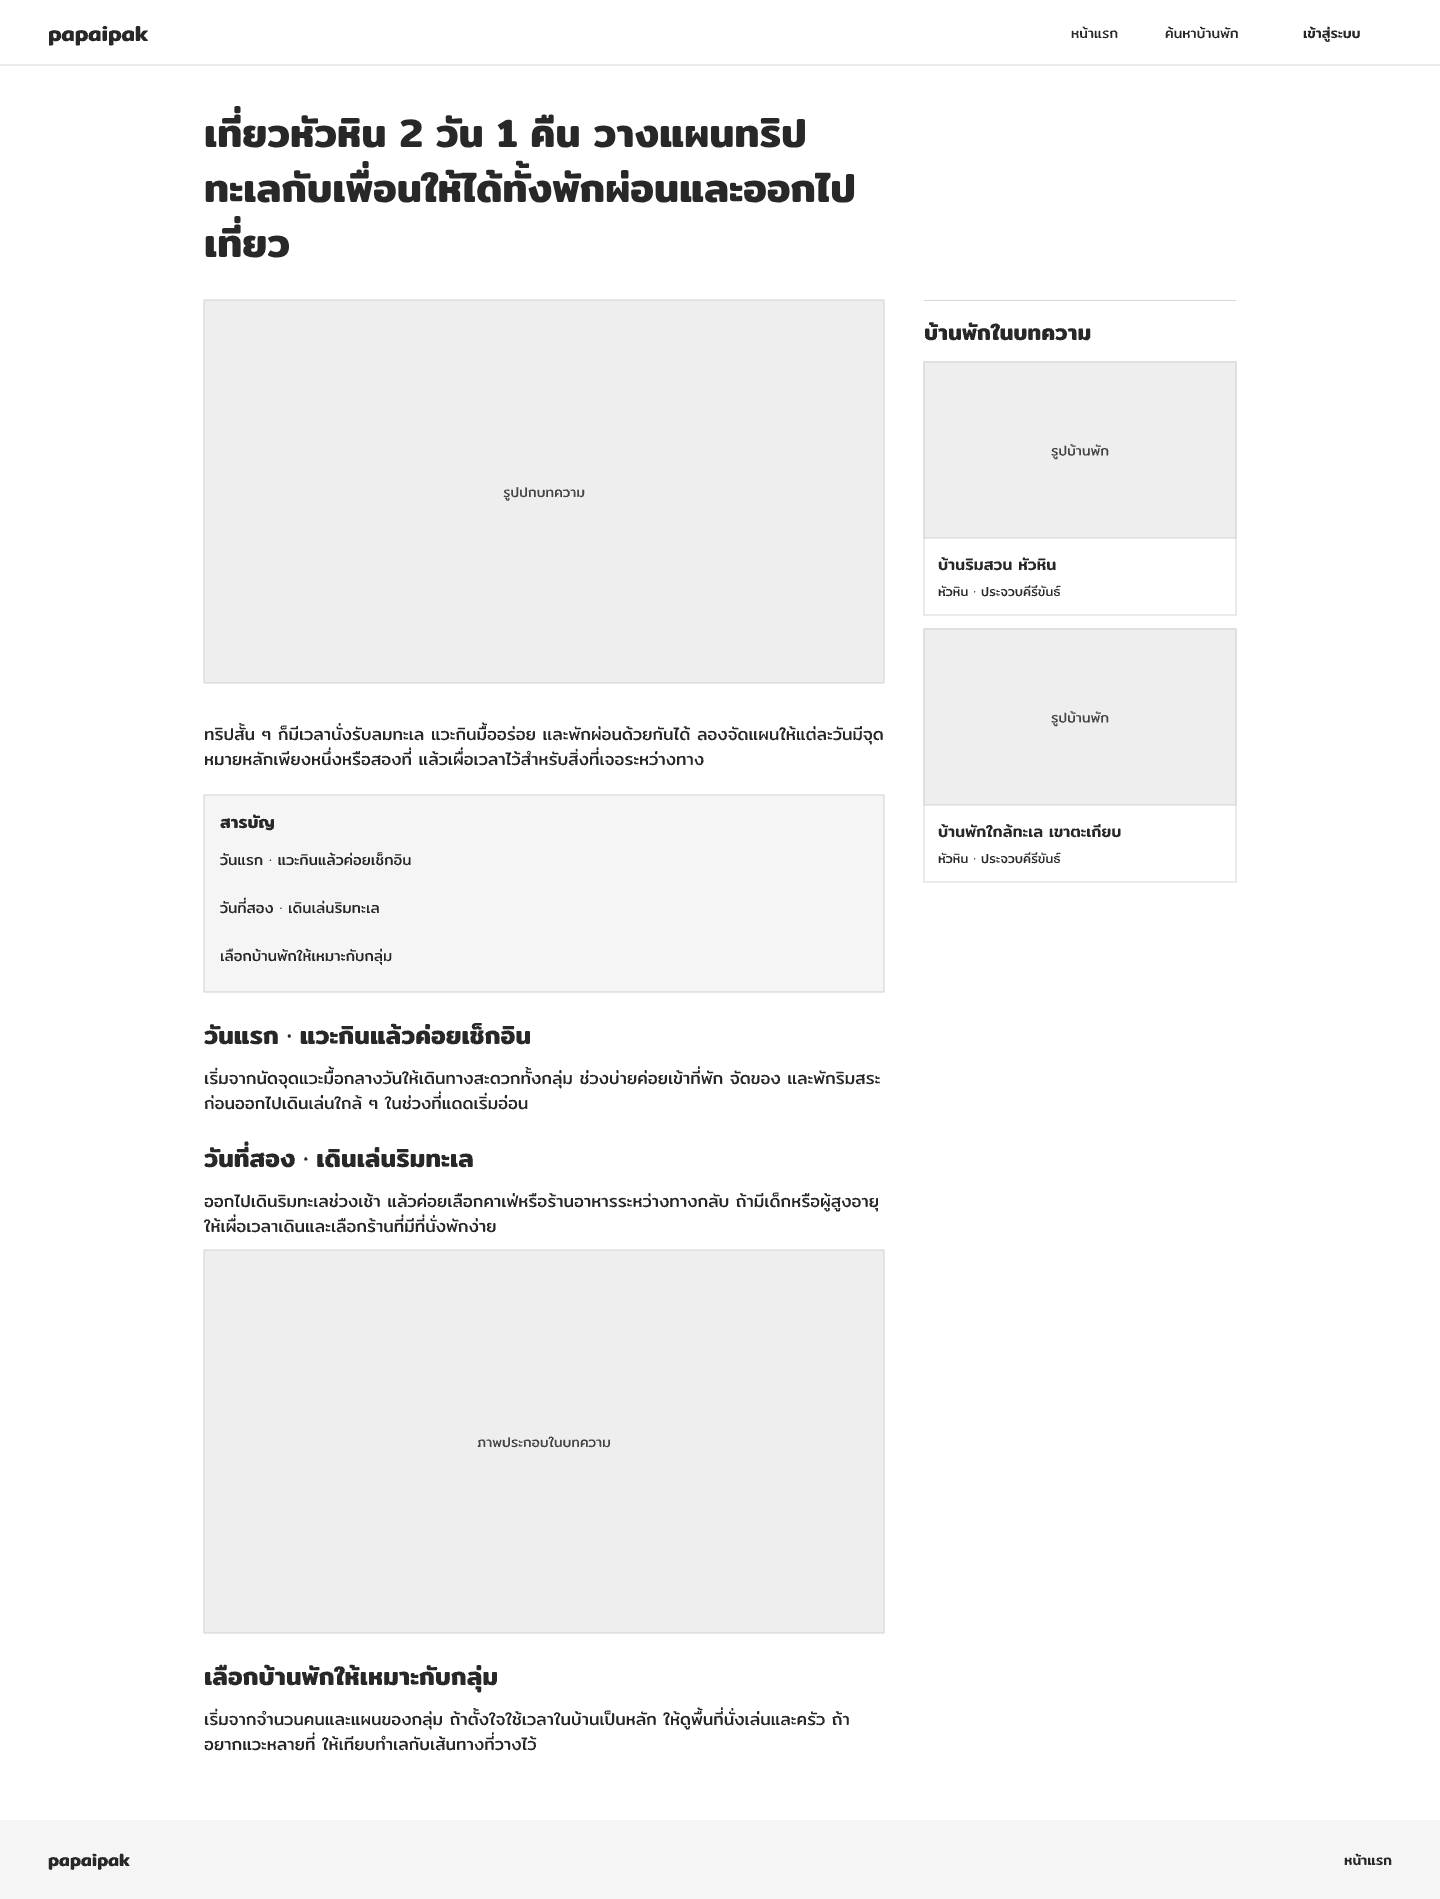 papaipak
หน้าแรก
ค้นหาบ้านพัก
เข้าสู่ระบบ
เที่ยวหัวหิน 2 วัน 1 คืน วางแผนทริป
ทะเลกับเพื่อนให้ได้ทั้งพักผ่อนและออกไป
เที่ยว
รูปปกบทความ
ทริปสั้น ๆ ก็มีเวลานั่งรับลมทะเล แวะกินมื้ออร่อย และพักผ่อนด้วยกันได้ ลองจัดแผนให้แต่ละวันมีจุด
หมายหลักเพียงหนึ่งหรือสองที่ แล้วเผื่อเวลาไว้สำหรับสิ่งที่เจอระหว่างทาง
สารบัญ
วันแรก · แวะกินแล้วค่อยเช็กอิน
วันที่สอง · เดินเล่นริมทะเล
เลือกบ้านพักให้เหมาะกับกลุ่ม
วันแรก · แวะกินแล้วค่อยเช็กอิน
เริ่มจากนัดจุดแวะมื้อกลางวันให้เดินทางสะดวกทั้งกลุ่ม ช่วงบ่ายค่อยเข้าที่พัก จัดของ และพักริมสระ
ก่อนออกไปเดินเล่นใกล้ ๆ ในช่วงที่แดดเริ่มอ่อน
วันที่สอง · เดินเล่นริมทะเล
ออกไปเดินริมทะเลช่วงเช้า แล้วค่อยเลือกคาเฟ่หรือร้านอาหารระหว่างทางกลับ ถ้ามีเด็กหรือผู้สูงอายุ
ให้เผื่อเวลาเดินและเลือกร้านที่มีที่นั่งพักง่าย
ภาพประกอบในบทความ
เลือกบ้านพักให้เหมาะกับกลุ่ม
เริ่มจากจำนวนคนและแผนของกลุ่ม ถ้าตั้งใจใช้เวลาในบ้านเป็นหลัก ให้ดูพื้นที่นั่งเล่นและครัว ถ้า
อยากแวะหลายที่ ให้เทียบทำเลกับเส้นทางที่วางไว้
บ้านพักในบทความ
รูปบ้านพัก
บ้านริมสวน หัวหิน
หัวหิน · ประจวบคีรีขันธ์
รูปบ้านพัก
บ้านพักใกล้ทะเล เขาตะเกียบ
หัวหิน · ประจวบคีรีขันธ์
papaipak
หน้าแรก